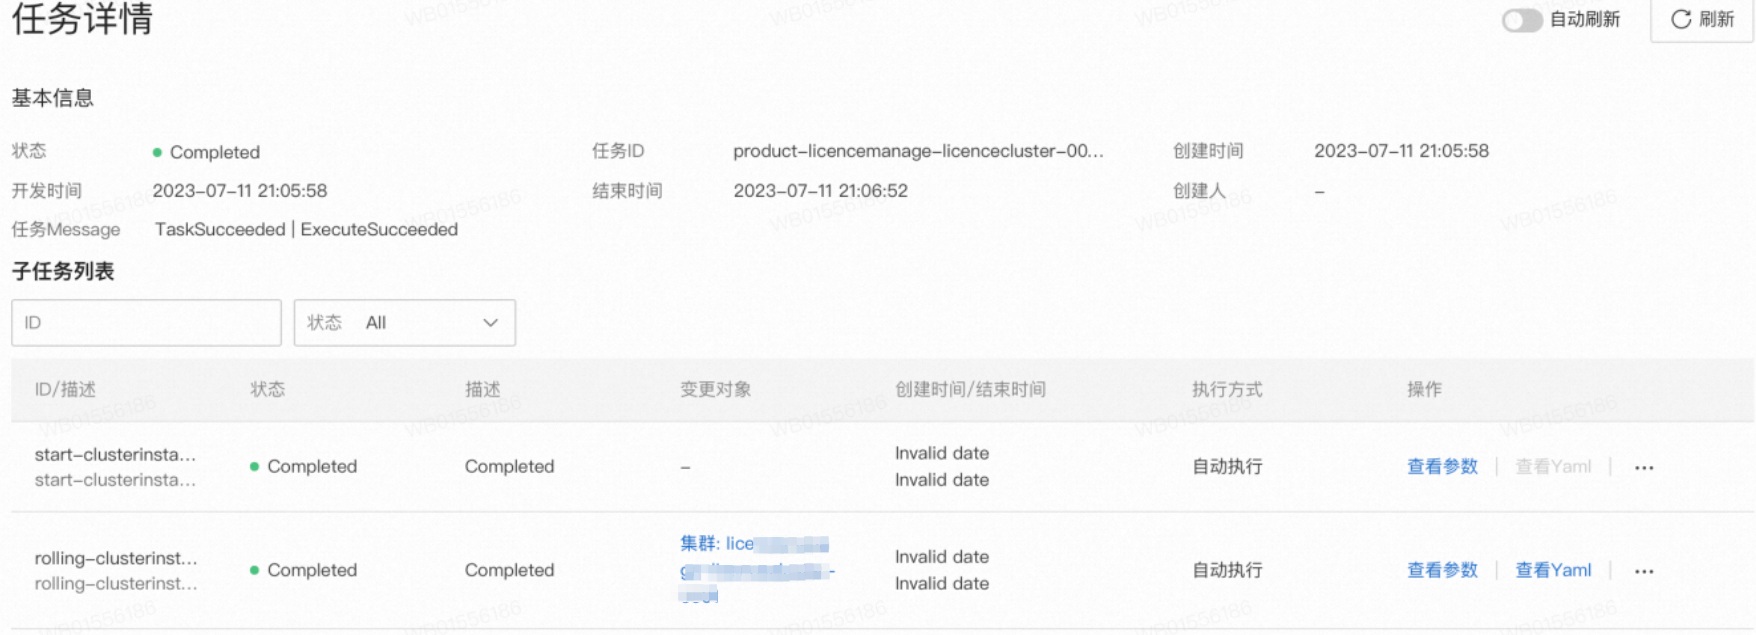 任务详情
自动刷新
刷新
基本信息
状态 Completed 任务ID product-licencemanage-licencecluster-00... 创建时间 2023-07-11 21:05:58
开发时间 2023-07-11 21:05:58 结束时间 2023-07-11 21:06:52 创建人 -
任务Message TaskSucceeded | ExecuteSucceeded
子任务列表
ID 状态 All
ID/描述 状态 描述 变更对象 创建时间/结束时间 执行方式 操作
start-clusterinsta...
start-clusterinsta...
Completed
Completed
-
Invalid date
Invalid date
自动执行
查看参数 | 查看Yaml | ...
rolling-clusterinst...
rolling-clusterinst...
Completed
Completed
集群: lice
Invalid date
Invalid date
自动执行
查看参数 | 查看Yaml | ...
WB01556186